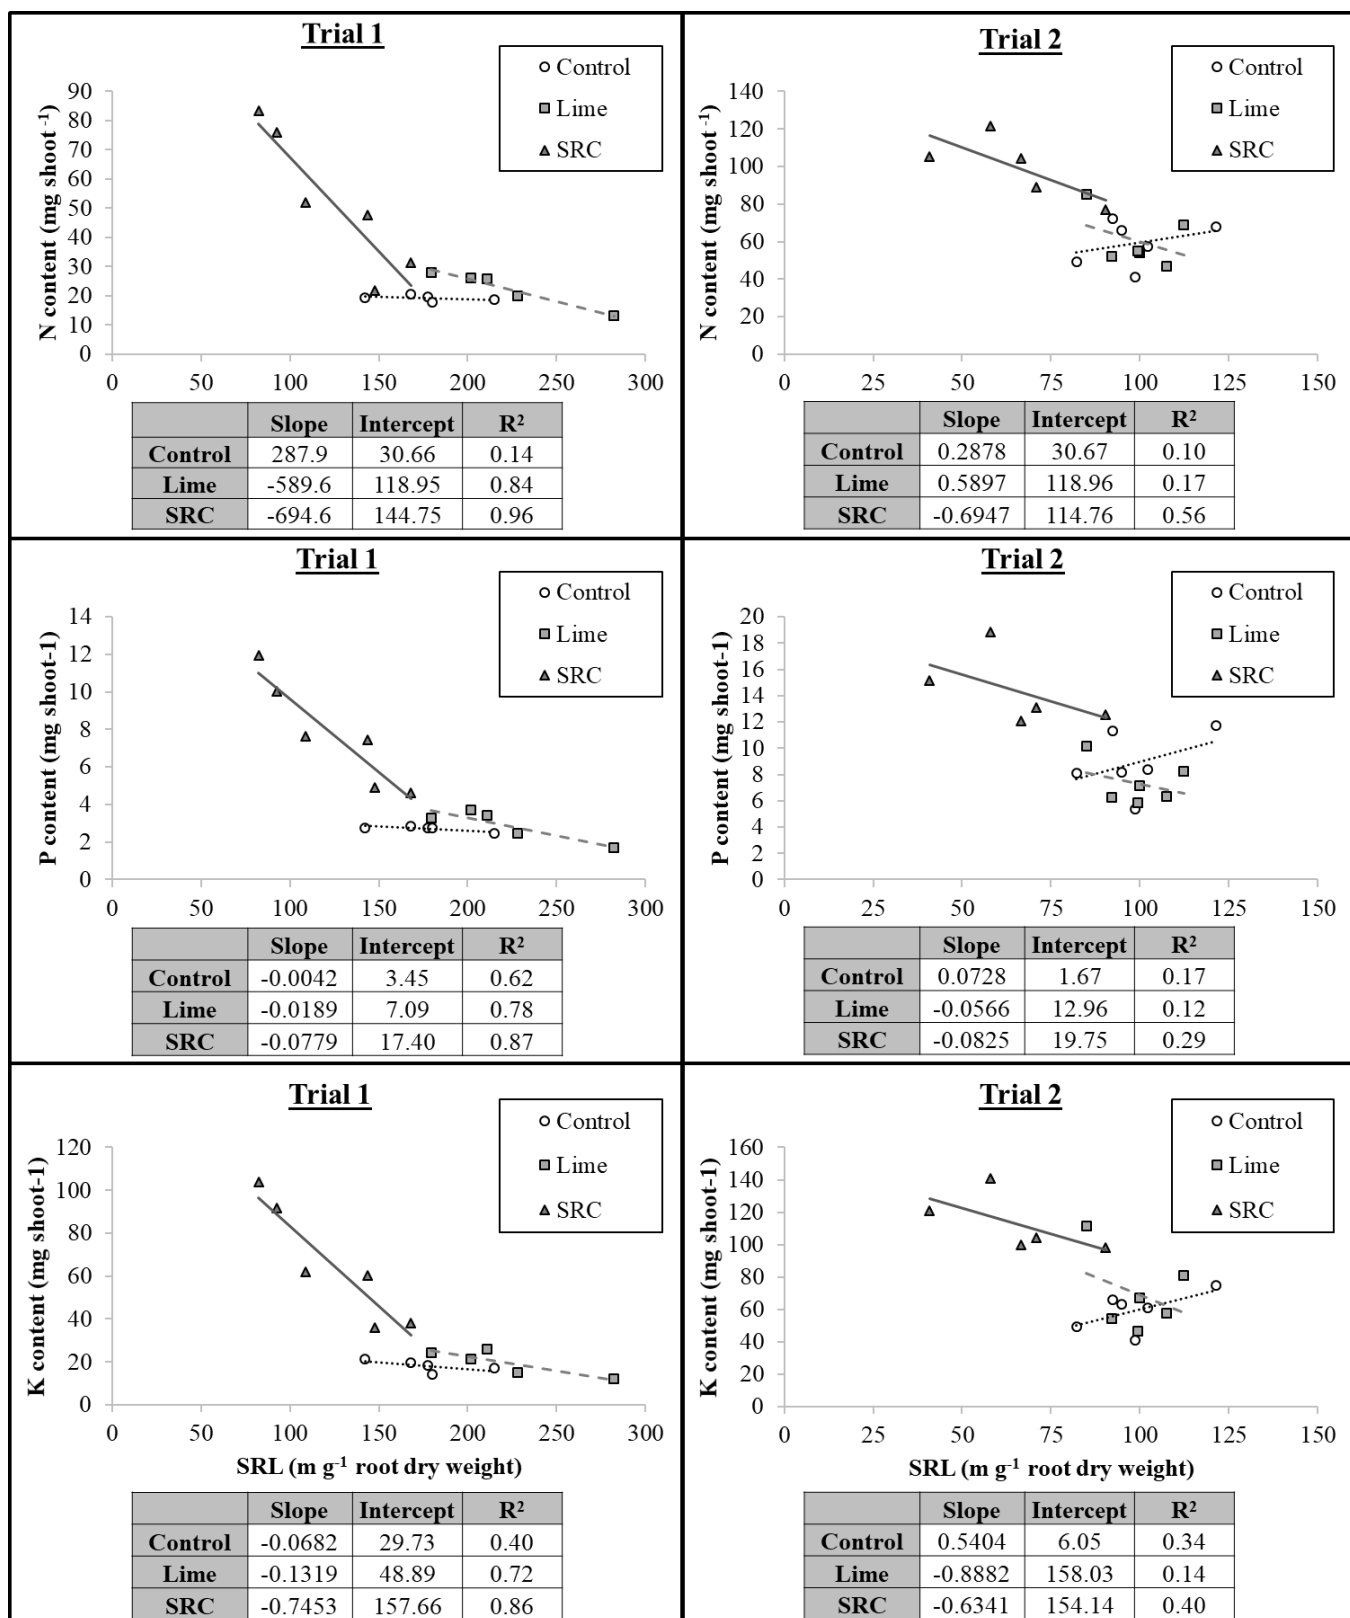 Trial 1
Control
Lime
SRC
N content (mg shoot⁻¹)
90
80
70
60
50
40
30
20
10
0
0 50 100 150 200 250 300
Slope Intercept R²
Control 287.9 30.66 0.14
Lime -589.6 118.95 0.84
SRC -694.6 144.75 0.96
Trial 2
Control
Lime
SRC
N content (mg shoot⁻¹)
140
120
100
80
60
40
20
0
0 25 50 75 100 125 150
Slope Intercept R²
Control 0.2878 30.67 0.10
Lime 0.5897 118.96 0.17
SRC -0.6947 114.76 0.56
Trial 1
Control
Lime
SRC
P content (mg shoot-1)
14
12
10
8
6
4
2
0
0 50 100 150 200 250 300
Slope Intercept R²
Control -0.0042 3.45 0.62
Lime -0.0189 7.09 0.78
SRC -0.0779 17.40 0.87
Trial 2
Control
Lime
SRC
P content (mg shoot-1)
20
18
16
14
12
10
8
6
4
2
0
0 25 50 75 100 125 150
Slope Intercept R²
Control 0.0728 1.67 0.17
Lime -0.0566 12.96 0.12
SRC -0.0825 19.75 0.29
Trial 1
Control
Lime
SRC
K content (mg shoot-1)
120
100
80
60
40
20
0
0 50 100 150 200 250 300
SRL (m g⁻¹ root dry weight)
Slope Intercept R²
Control -0.0682 29.73 0.40
Lime -0.1319 48.89 0.72
SRC -0.7453 157.66 0.86
Trial 2
Control
Lime
SRC
K content (mg shoot-1)
160
140
120
100
80
60
40
20
0
0 25 50 75 100 125 150
SRL (m g⁻¹ root dry weight)
Slope Intercept R²
Control 0.5404 6.05 0.34
Lime -0.8882 158.03 0.14
SRC -0.6341 154.14 0.40